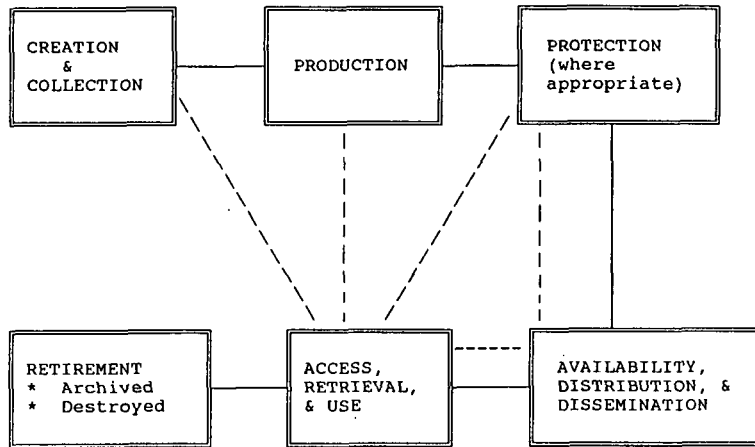 CREATION
&
COLLECTION
PRODUCTION
PROTECTION
(where
appropriate)
RETIREMENT
* Archived
* Destroyed
ACCESS,
RETRIEVAL,
& USE
AVAILABILITY,
DISTRIBUTION, &
DISSEMINATION